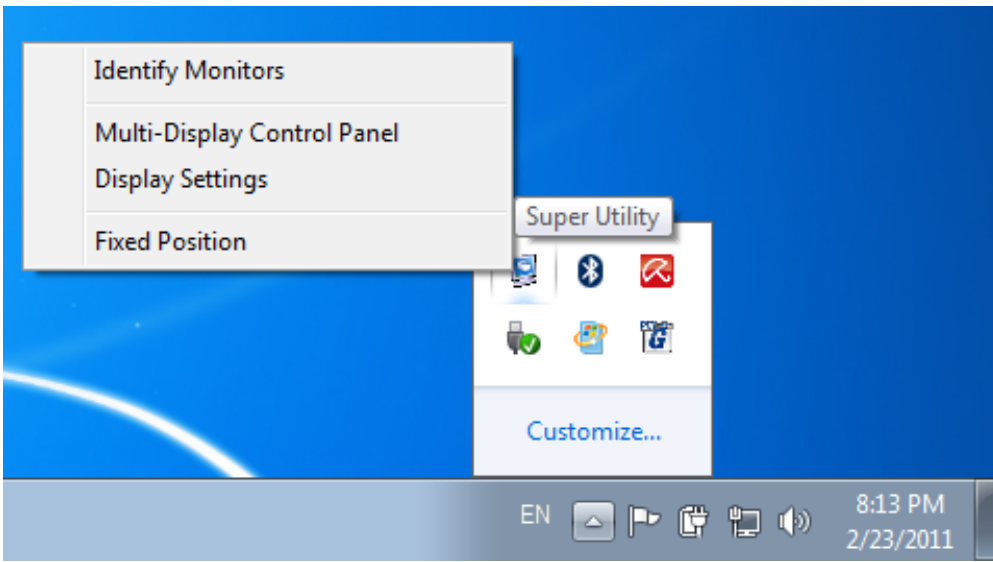 Identify Monitors
Multi-Display Control Panel
Display Settings
Fixed Position
Super Utility
Customize...
EN
8:13 PM
2/23/2011